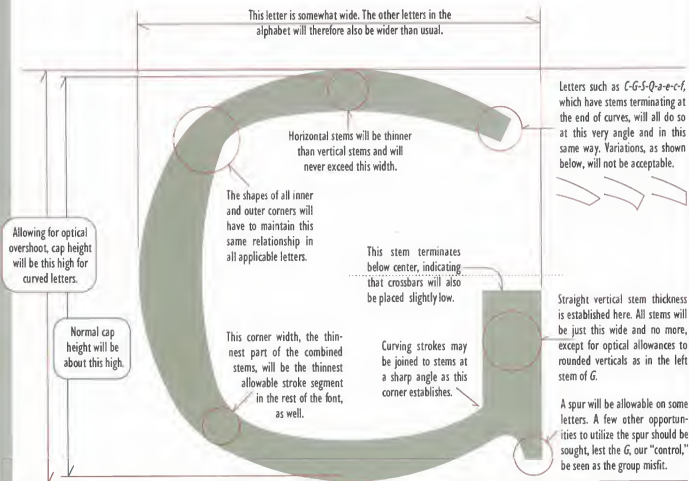 This letter is somewhat wide. The other letters in the
alphabet will therefore also be wider than usual.
Letters such as C-G-S-Q-a-e-c-f,
which have stems terminating at
the end of curves, will all do so
at this very angle and in this
same way. Variations, as shown
below, will not be acceptable.
Horizontal stems will be thinner
than vertical stems and will
never exceed this width.
The shapes of all inner
and outer corners will
have to maintain this
same relationship in
all applicable letters.
Allowing for optical
overshoot, cap height
will be this high for
curved letters.
This stem terminates
below center, indicating
that crossbars will also
be placed slightly low.
Straight vertical stem thickness
is established here. All stems will
be just this wide and no more,
except for optical allowances to
rounded verticals as in the left
stem of G.
Normal cap
height will be
about this high.
This corner width, the thin-
nest part of the combined
stems, will be the thinnest
allowable stroke segment
in the rest of the font,
as well.
Curving strokes may
be joined to stems at
a sharp angle as this
corner establishes.
A spur will be allowable on some
letters. A few other opportun-
ities to utilize the spur should be
sought, lest the G, our "control,"
be seen as the group misfit.